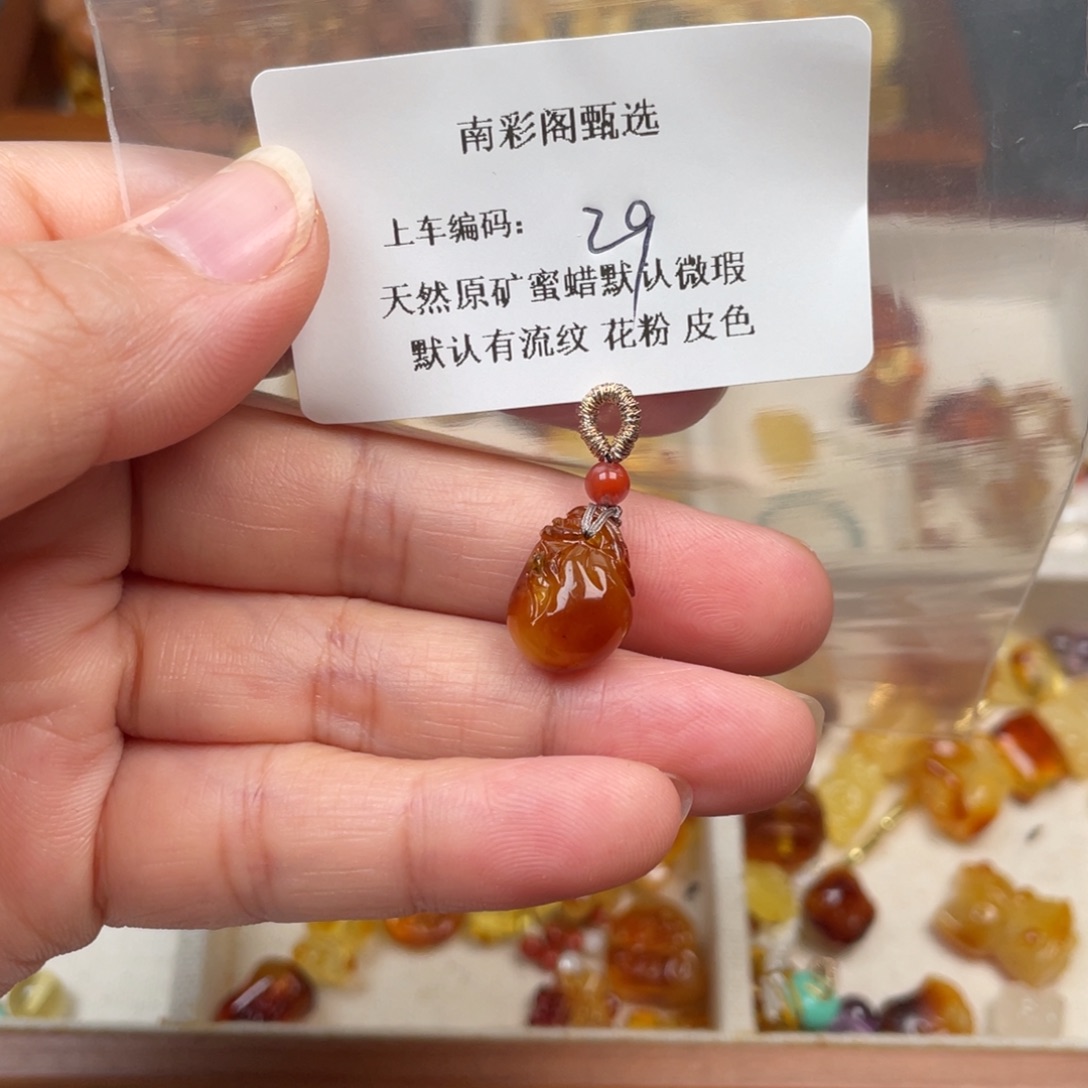 南彩阁甄选
上车编码: 29
天然原矿蜜蜡默认微瑕
默认有流纹 花粉 皮色